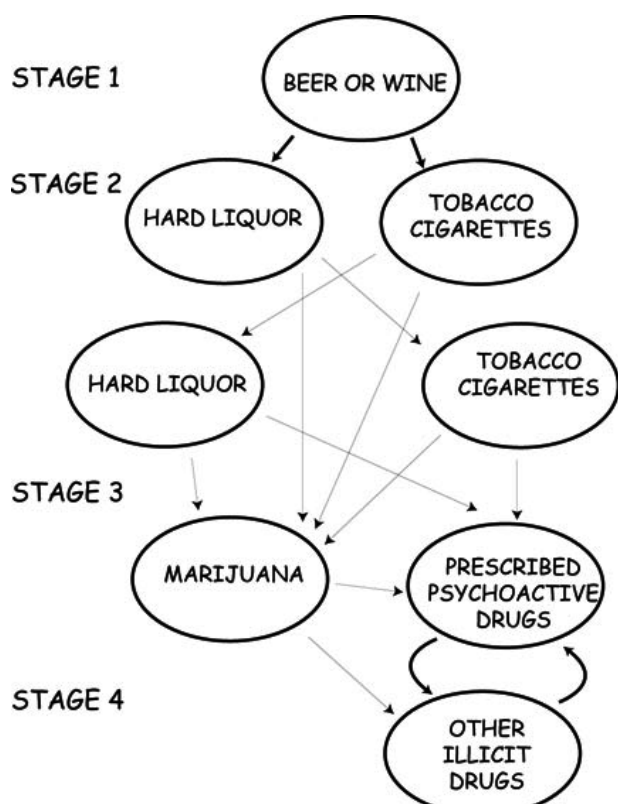 STAGE 1
BEER OR WINE
STAGE 2
HARD LIQUOR
TOBACCO
CIGARETTES
HARD LIQUOR
TOBACCO
CIGARETTES
STAGE 3
MARIJUANA
PRESCRIBED
PSYCHOACTIVE
DRUGS
STAGE 4
OTHER
ILLICIT
DRUGS